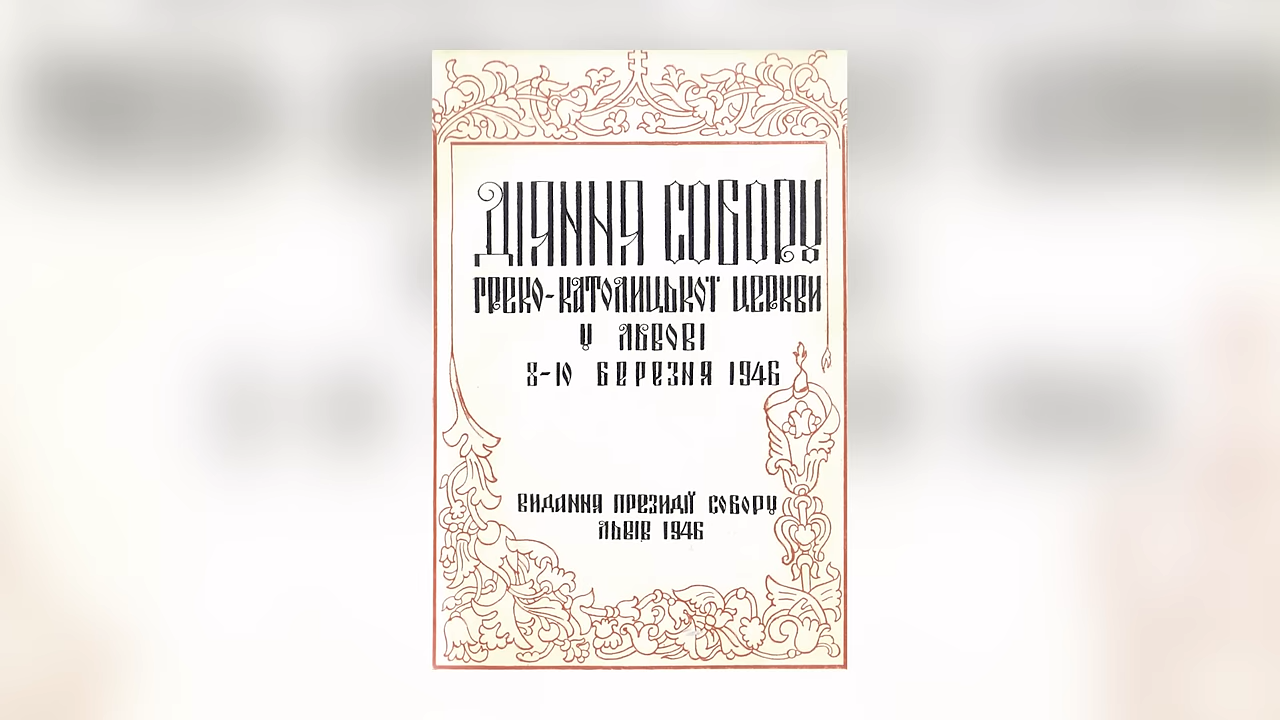 ДІЯННЯ СОБОРУ
ГРЕКО-КАТОЛИЦЬКОЇ ЦЕРКВИ
У ЛЬВОВІ
8-10 БЕРЕЗНЯ 1946
ВИДАННЯ ПРЕЗИДІЇ СОБОРУ
ЛЬВІВ 1946